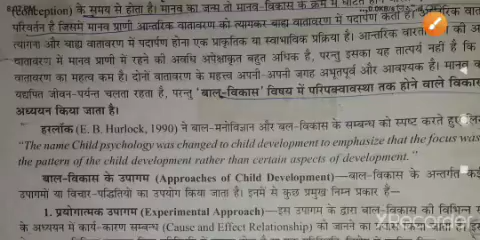 (Conception) के समय से होता है। मानव का जन्म तो मानव-विकास के क्रम में घटित होने
परिवर्तन है जिसमे मानव प्राणी आन्तरिक वातावरण को त्यागकर बाह्य वातावरण में पदार्पण करता है। वात
त्यागना और बाह्य वातावरण में पदार्पण होना एक प्राकृतिक वा स्वाभाविक प्रक्रिया है। आन्तरिक को
वातावरण में मानव प्राणी में रहने की अवधि अपेक्षाकृत बहुत अधिक है, परन्तु इसका यह तात्पर्य नहीं है कि
वातावरण का महत्व कम है। दोनों वातावरण के महत्त्व अपनी-अपनी जगह अभूतपूर्व और आवश्यक है। मानव
यद्यपित जीवन-पर्यन्त चलता रहता है, परन्तु 'बाल-विकास' विषय में परिपक्वावस्था तक होने वाले विकास
अध्ययन किया जाता है।
हरलॉक (E. B. Hurlock, 1990) ने बाल-मनोविज्ञान और बल-विकास के सम्बन्ध को स्पष्ट करते हुए
"The name Child psychology was changed to child development to emphasize that the focus was
the pattern of the child development rather than certain aspects of development."
बाल-विकास के उपागम (Approaches of Child Development)—बाल-विकास के अन्तर्गत कई
उपागमों या विचार-पद्धितियों का उपयोग किया जाता है। इनमें से कुछ प्रमुख निम्न प्रकार है—
1. प्रयोगात्मक उपागम (Experimental Approach)—इस उपागम के द्वारा बाल-विकास को विभिन्न
के अध्ययन में कार्य-कारण सम्बन्ध (Cause and Effect Relationship) को जानने का प्रयास किया